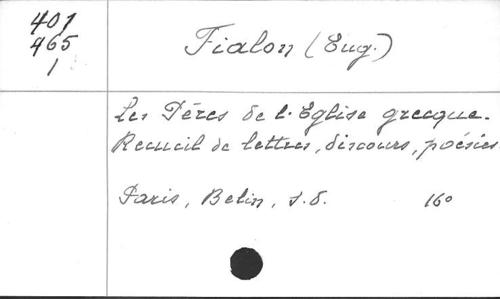 401
465
1
Fialon (Eug.)
Les Pères de l'Eglise grecque.
Recueil de lettres, discours, poésies
Paris, Belin, s.d. 16°